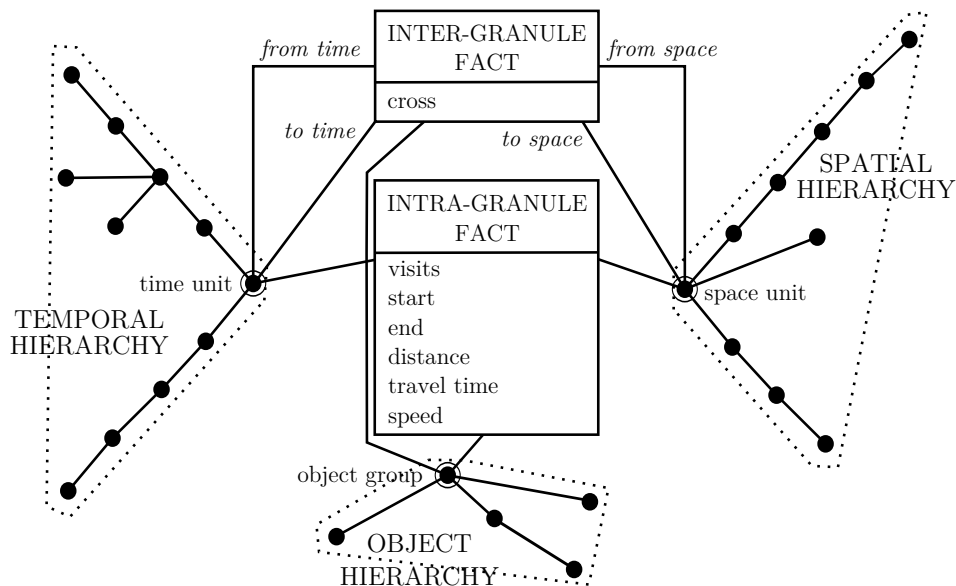 from time
INTER-GRANULE
FACT
from space
cross
to time
to space
SPATIAL
HIERARCHY
INTRA-GRANULE
FACT
visits
start
end
distance
travel time
speed
time unit
space unit
TEMPORAL
HIERARCHY
object group
OBJECT
HIERARCHY